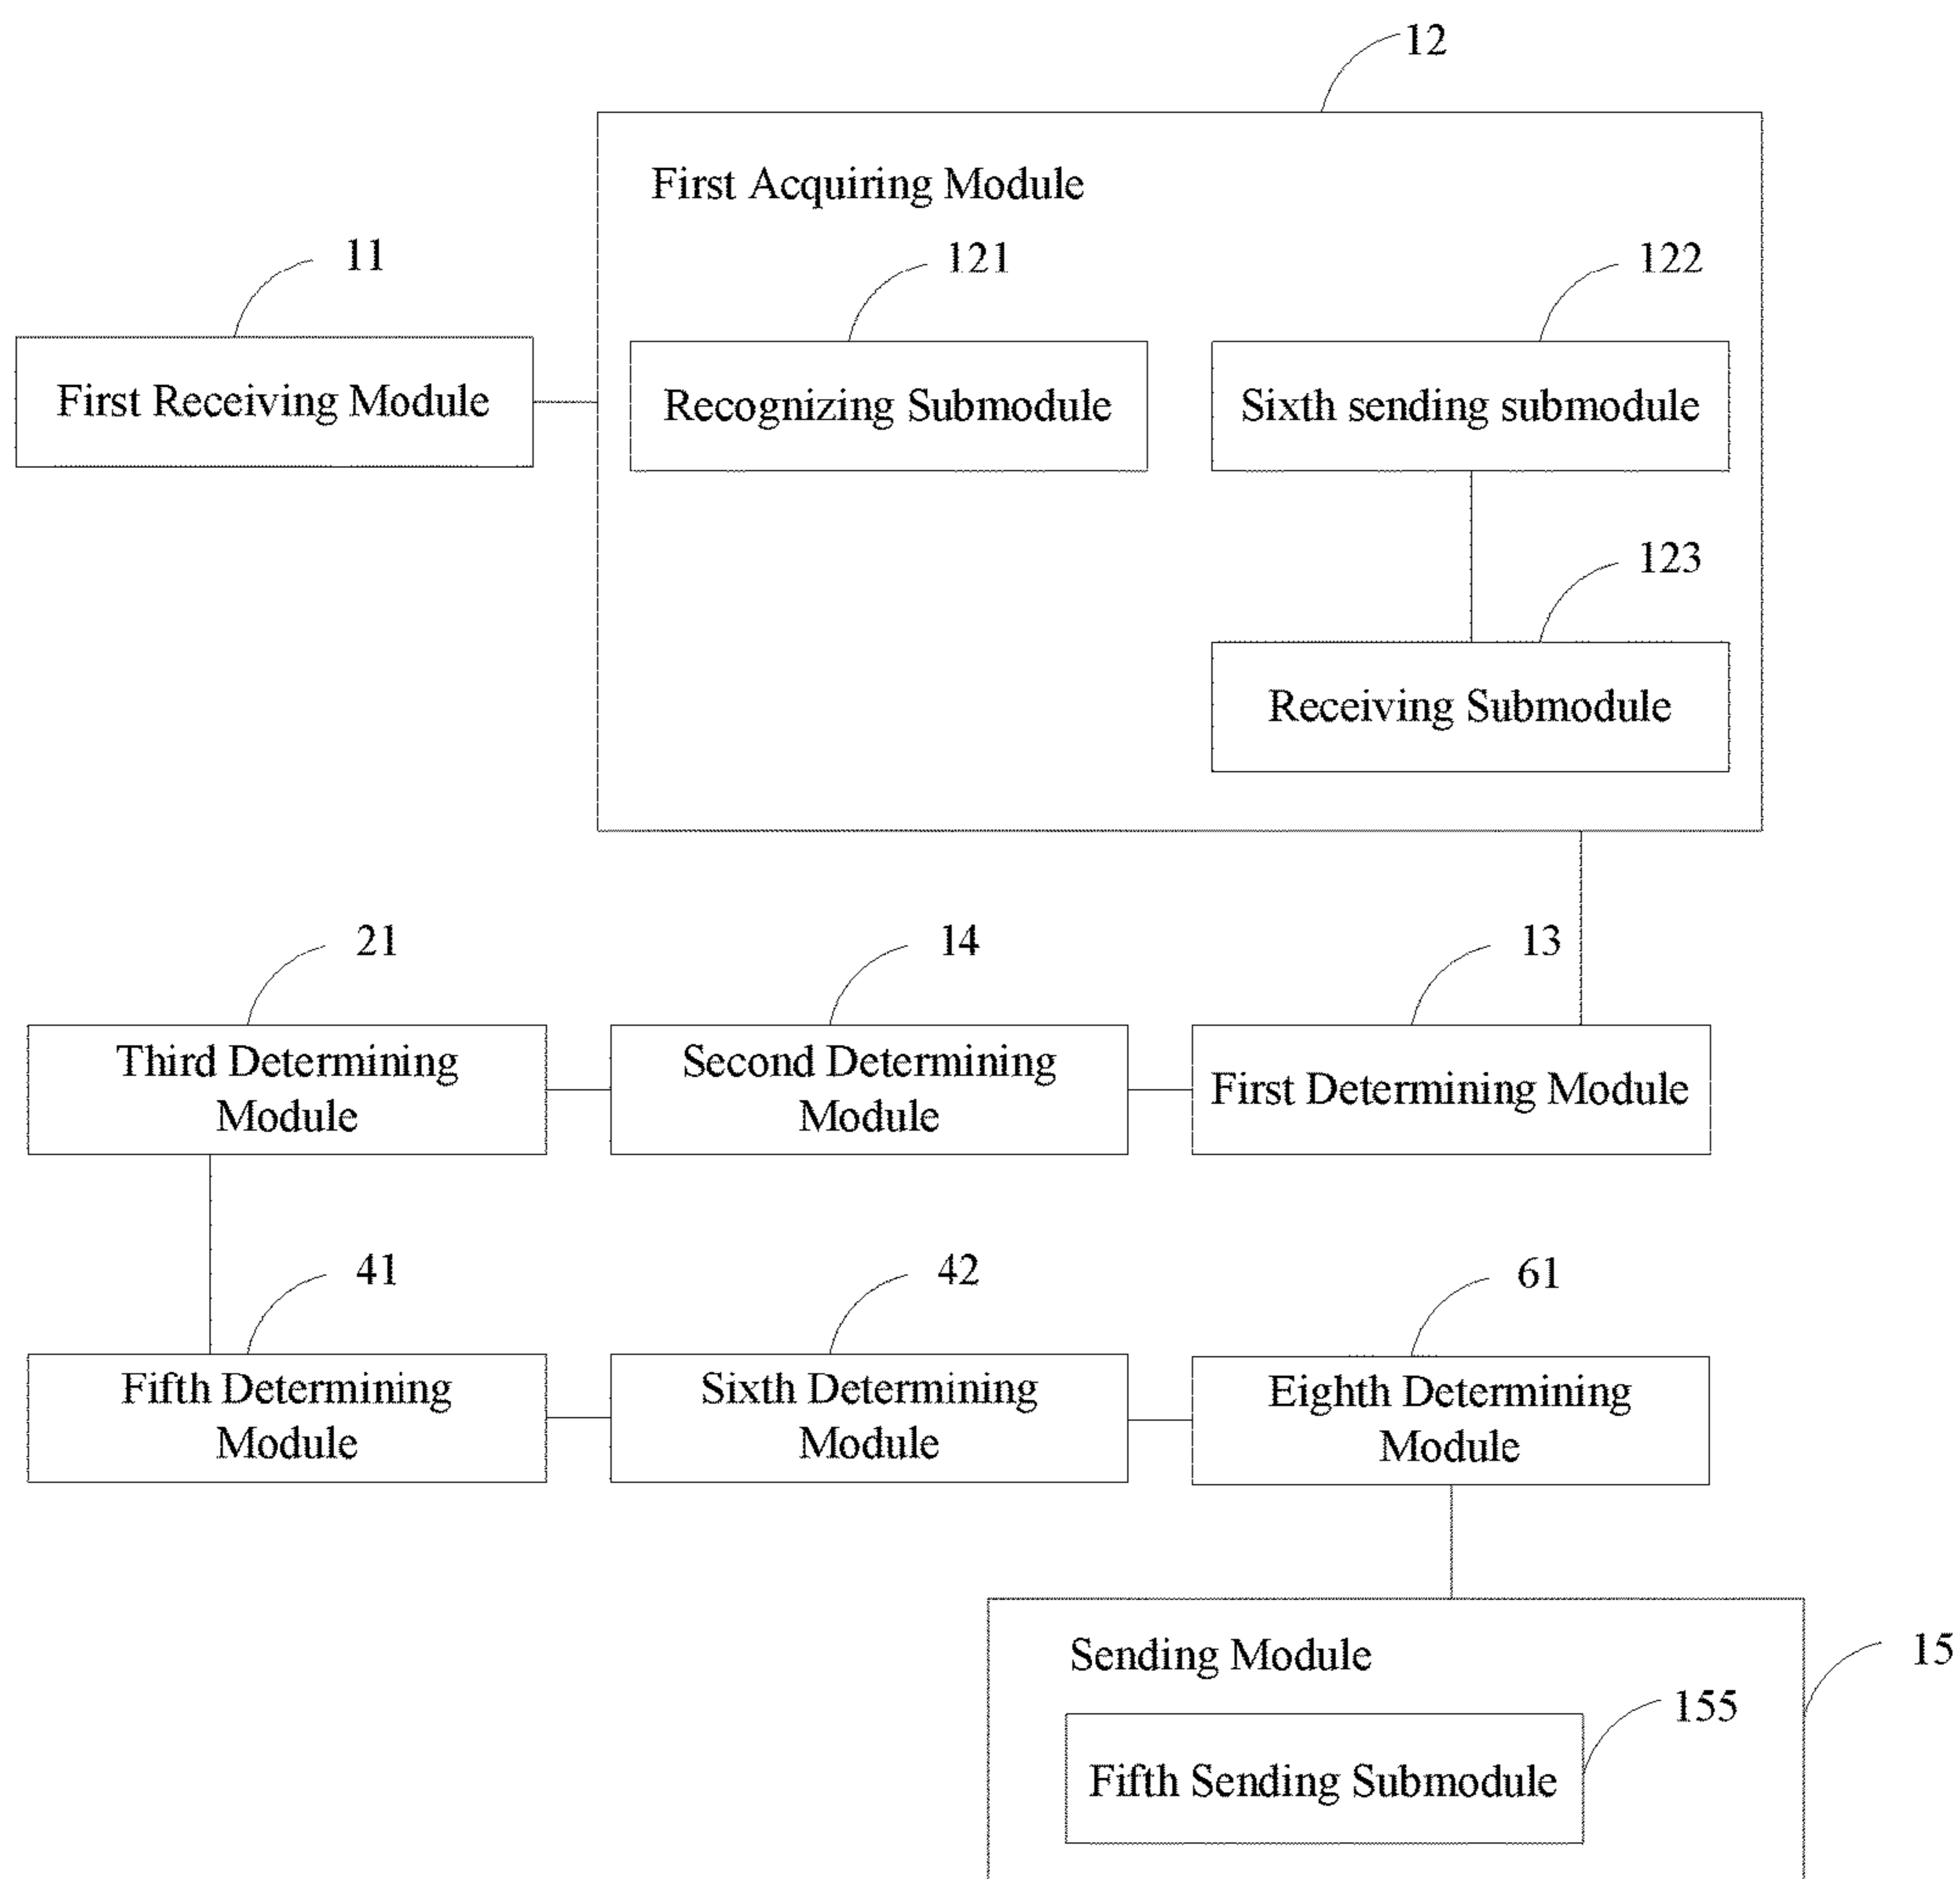 12
First Acquiring Module
11
121
122
First Receiving Module
Recognizing Submodule
Sixth sending submodule
123
Receiving Submodule
21
14
13
Third Determining
Module
Second Determining
Module
First Determining Module
41
42
61
Fifth Determining
Module
Sixth Determining
Module
Eighth Determining
Module
Sending Module
15
155
Fifth Sending Submodule